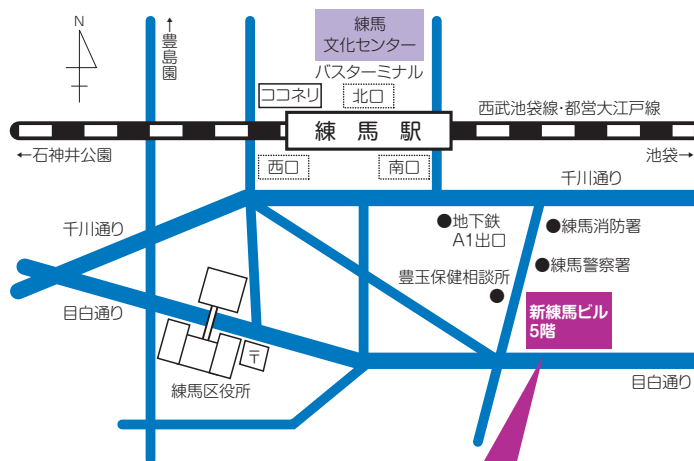 N
↑豊島園
練馬
文化センター
バスターミナル
ココネリ
北口
西武池袋線・都営大江戸線
練馬駅
←石神井公園
池袋→
西口
南口
千川通り
千川通り
●地下鉄
A1出口
●練馬消防署
●練馬警察署
豊玉保健相談所
●
目白通り
新練馬ビル
5階
〒
目白通り
練馬区役所